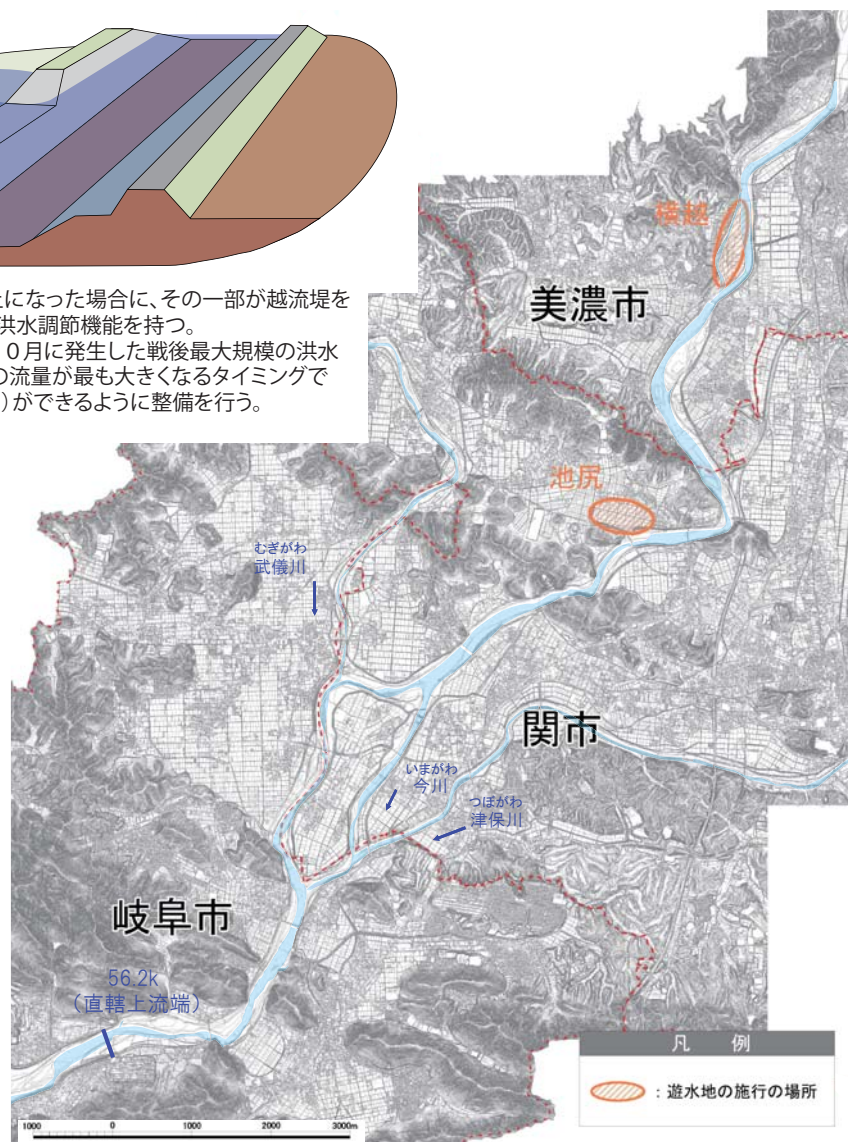 上になった場合に、その一部が越流堤を
洪水調節機能を持つ。
０月に発生した戦後最大規模の洪水
の流量が最も大きくなるタイミングで
）ができるように整備を行う。
横越
美濃市
池尻
むぎがわ
武儀川
関市
いまがわ
今川
つぼがわ
津保川
岐阜市
56.2k
（直轄上流端）
凡 例
：遊水地の施行の場所
1000 0 1000 2000 3000m